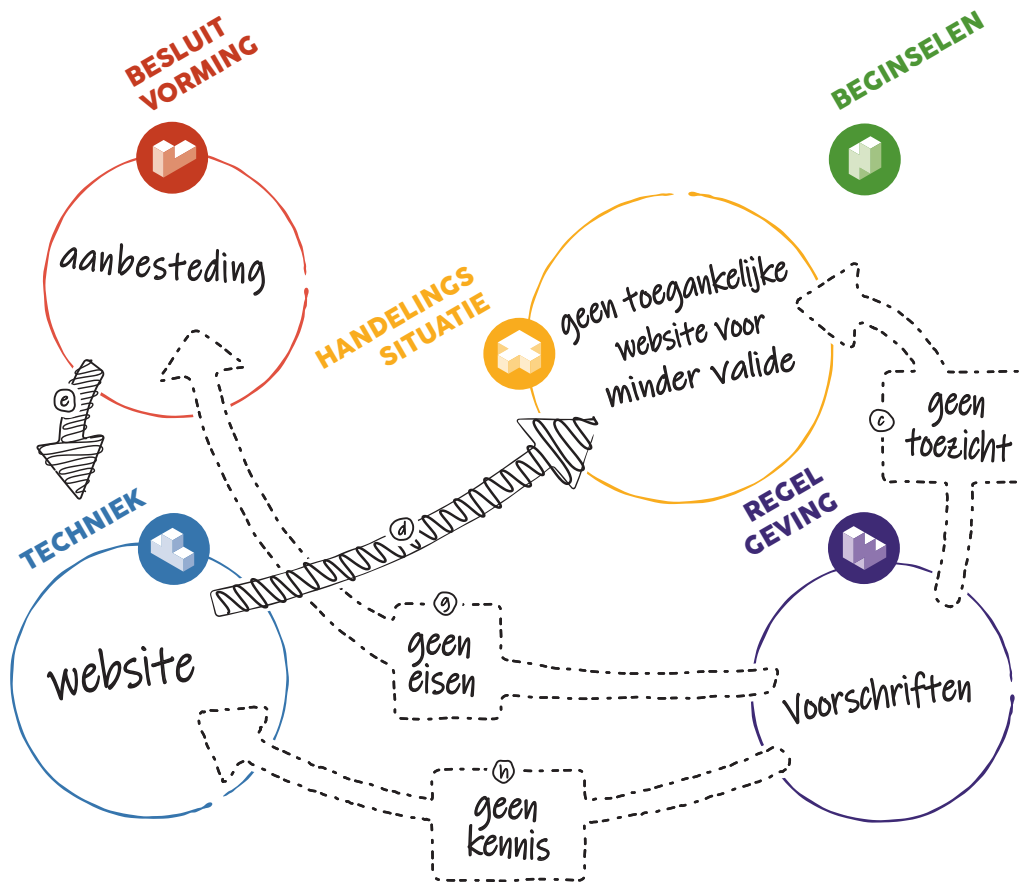 BESLUIT
VORMING
BEGINSELEN
aanbesteding
HANDELINGS
SITUATIE
geen toegankelijke
website voor
minder valide
e
c
geen
toezicht
TECHNIEK
d
REGEL
GEVING
website
g
geen
eisen
voorschriften
h
geen
kennis